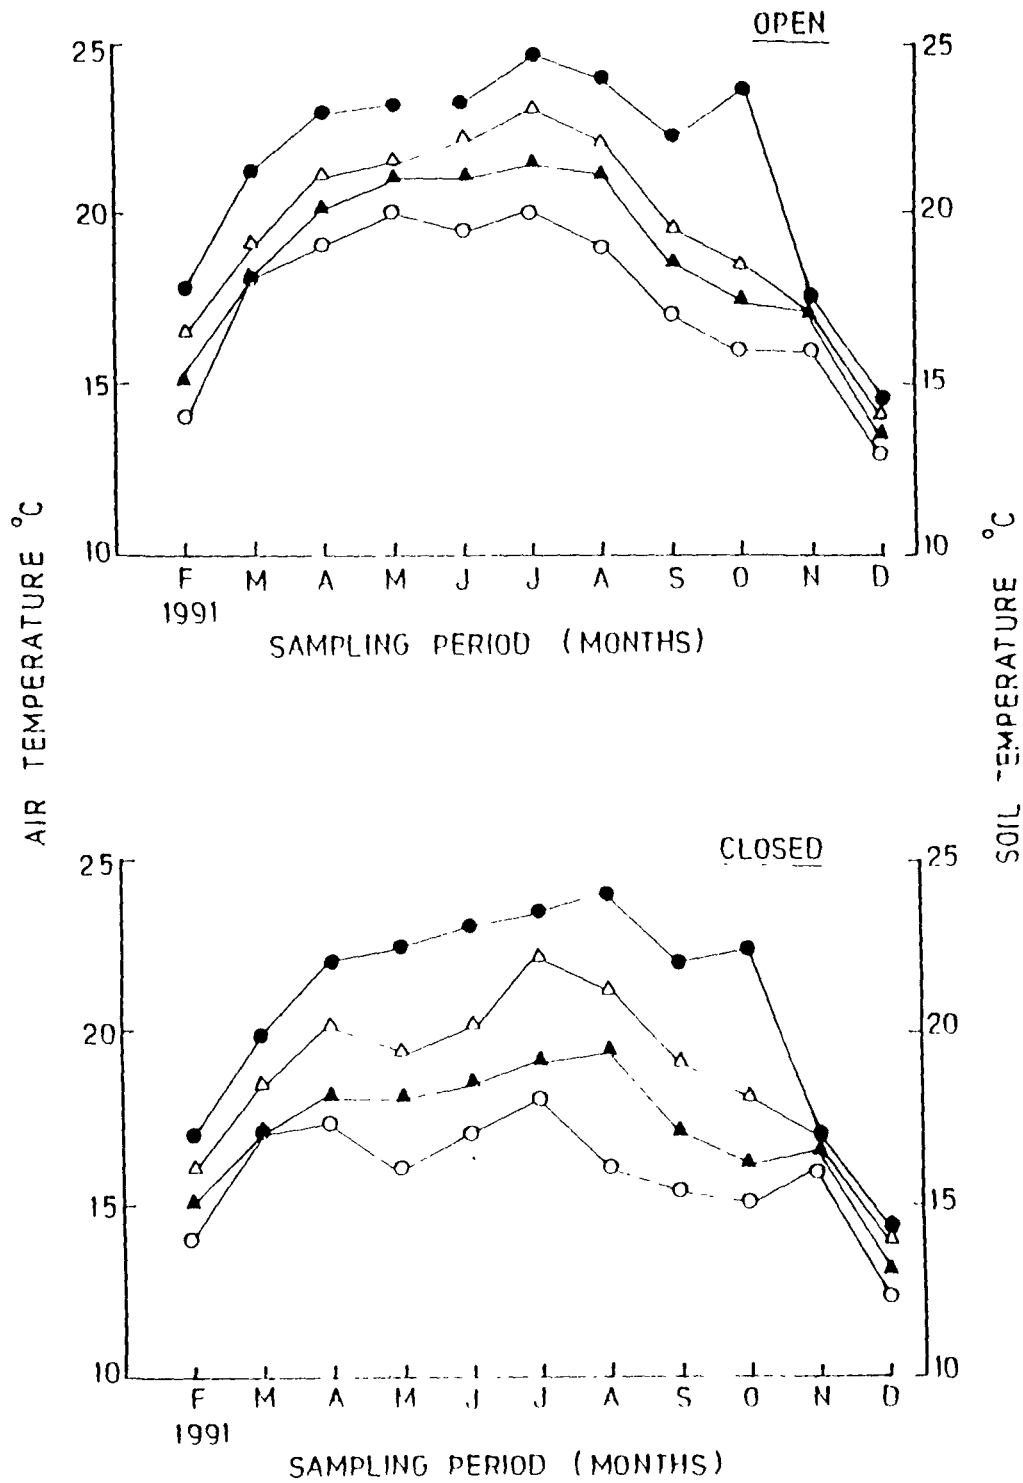 OPEN
25 25
20 20
15 15
10 10
F M A M J J A S O N D
1991
SAMPLING PERIOD (MONTHS)
AIR TEMPERATURE °C
SOIL TEMPERATURE °C
CLOSED
25 25
20 20
15 15
10 10
F M A M J J A S O N D
1991
SAMPLING PERIOD (MONTHS)